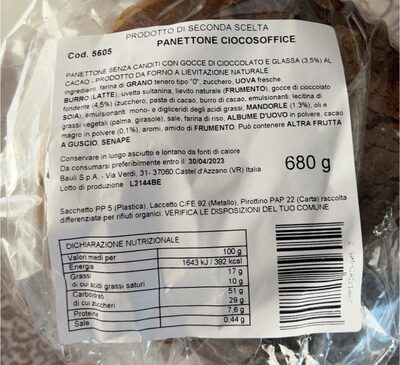 PRODOTTO DI SECONDA SCELTA
Cod. 5605
PANETTONE CIOCOSOFFICE
PANETTONE SENZA CANDITI CON GOCCE DI CIOCCOLATO E GLASSA (3,5%) AL
CACAO - PRODOTTO DA FORNO A LIEVITAZIONE NATURALE
Ingredienti: farina di GRANO tenero tipo "0", zucchero, UOVA fresche,
BURRO (LATTE), uvetta sultanina, lievito naturale (FRUMENTO), gocce di cioccolato
fondente (4,5%) (zucchero, pasta di cacao, burro di cacao, emulsionanti: lecitina di
SOIA), emulsionanti: mono- e digliceridi degli acidi grassi, MANDORLE (1.3%), oli e
grassi vegetali (palma, girasole), sale, farina di riso, ALBUME D'UOVO in polvere, cacao
magro in polvere (0,1%), aromi, amido di FRUMENTO. Può contenere ALTRA FRUTTA
A GUSCIO, SENAPE
Conservare in luogo asciutto e lontano da fonti di calore
Da consumarsi preferibilmente entro il: 30/04/2023
Bauli S.p.A. - Via Verdi, 31- 37060 Castel d'Azzano (VR) Italia
Lotto di produzione L2144BE
680 g
Sacchetto PP 5 (Plastica), Laccetto C/FE 92 (Metallo), Pirottino PAP 22 (Carta) raccolta
differenziata per rifiuti organici. VERIFICA LE DISPOSIZIONI DEL TUO COMUNE
DICHIARAZIONE NUTRIZIONALE
Valori medi per 100 g
Energia 1643 kJ / 392 kcal
Grassi 17 g
di cui acidi grassi saturi 10 g
Carboidrati 51 g
di cui zuccheri 29 g
Proteine 7,6 g
Sale 0,44 g